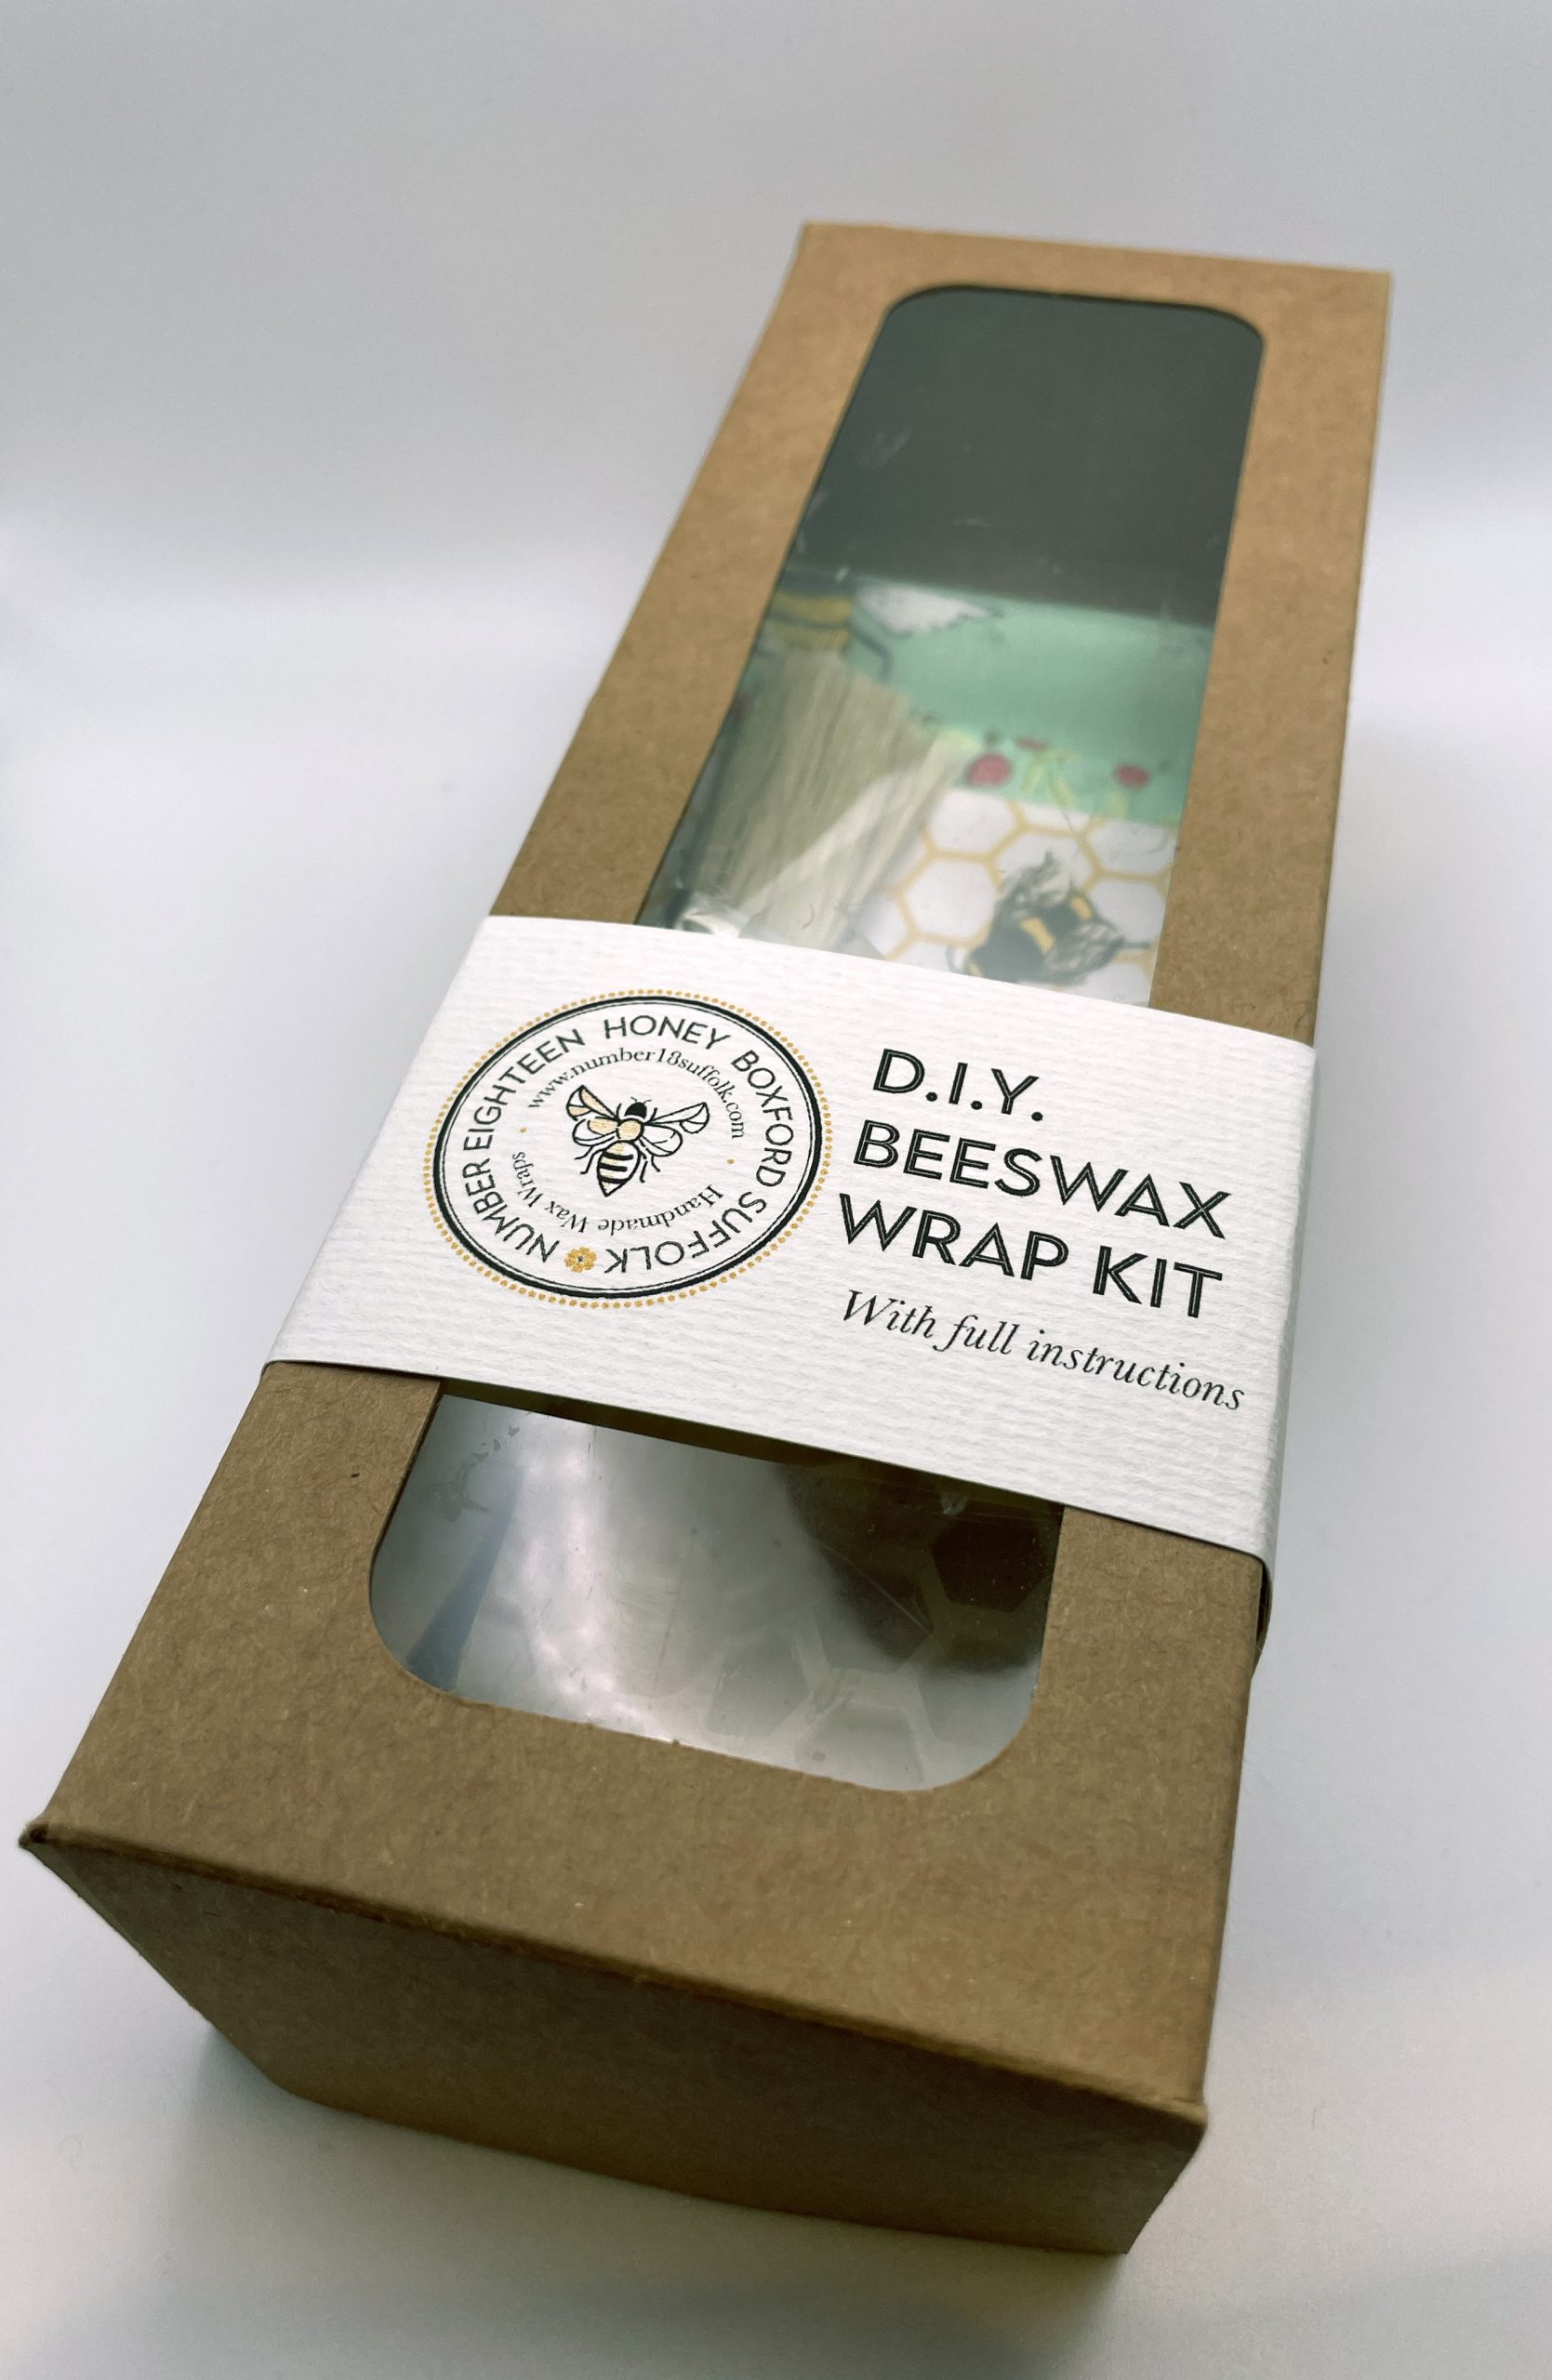 NUMBER EIGHTEEN HONEY BOXFORD SUFFOLK
www.number18suffolk.com
Handmade Wax Wraps
D.I.Y.
BEESWAX
WRAP KIT
With full instructions